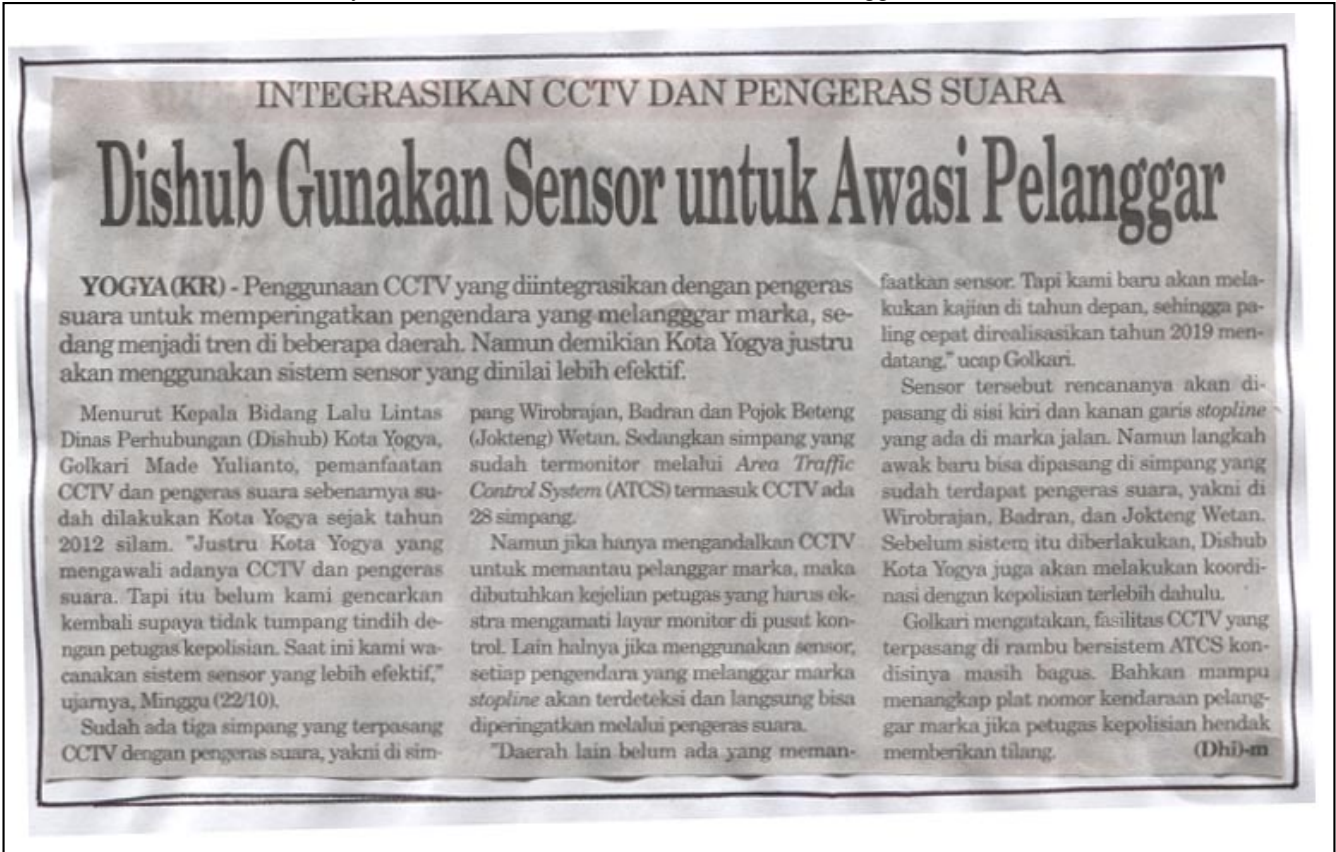 INTEGRASIKAN CCTV DAN PENGERAS SUARA
Dishub Gunakan Sensor untuk Awasi Pelanggar
YOGYA (KR) - Penggunaan CCTV yang diintegrasikan dengan pengeras
suara untuk memperingatkan pengendara yang melangggar marka, se-
dang menjadi tren di beberapa daerah. Namun demikian Kota Yogya justru
akan menggunakan sistem sensor yang dinilai lebih efektif.
Menurut Kepala Bidang Lalu Lintas
Dinas Perhubungan (Dishub) Kota Yogya,
Golkari Made Yulianto, pemanfaatan
CCTV dan pengeras suara sebenarnya su-
dah dilakukan Kota Yogya sejak tahun
2012 silam. "Justru Kota Yogya yang
mengawali adanya CCTV dan pengeras
suara. Tapi itu belum kami gencarkan
kembali supaya tidak tumpang tindih de-
ngan petugas kepolisian. Saat ini kami wa-
canakan sistem sensor yang lebih efektif,"
ujarnya, Minggu (22/10).
Sudah ada tiga simpang yang terpasang
CCTV dengan pengeras suara, yakni di sim-
pang Wirobrajan, Badran dan Pojok Beteng
(Jokteng) Wetan. Sedangkan simpang yang
sudah termonitor melalui Area Traffic
Control System (ATCS) termasuk CCTV ada
28 simpang.
Namun jika hanya mengandalkan CCTV
untuk memantau pelanggar marka, maka
dibutuhkan kejelian petugas yang harus ek-
stra mengamati layar monitor di pusat kon-
trol. Lain halnya jika menggunakan sensor,
setiap pengendara yang melanggar marka
stopline akan terdeteksi dan langsung bisa
diperingatkan melalui pengeras suara.
"Daerah lain belum ada yang meman-
faatkan sensor. Tapi kami baru akan mela-
kukan kajian di tahun depan, sehingga pa-
ling cepat direalisasikan tahun 2019 men-
datang," ucap Golkari.
Sensor tersebut rencananya akan di-
pasang di sisi kiri dan kanan garis stopline
yang ada di marka jalan. Namun langkah
awak baru bisa dipasang di simpang yang
sudah terdapat pengeras suara, yakni di
Wirobrajan, Badran, dan Jokteng Wetan.
Sebelum sistem itu diberlakukan, Dishub
Kota Yogya juga akan melakukan koordi-
nasi dengan kepolisian terlebih dahulu.
Golkari mengatakan, fasilitas CCTV yang
terpasang di rambu bersistem ATCS kon-
disinya masih bagus. Bahkan mampu
menangkap plat nomor kendaraan pelang-
gar marka jika petugas kepolisian hendak
memberikan tilang. (Dhi)-m